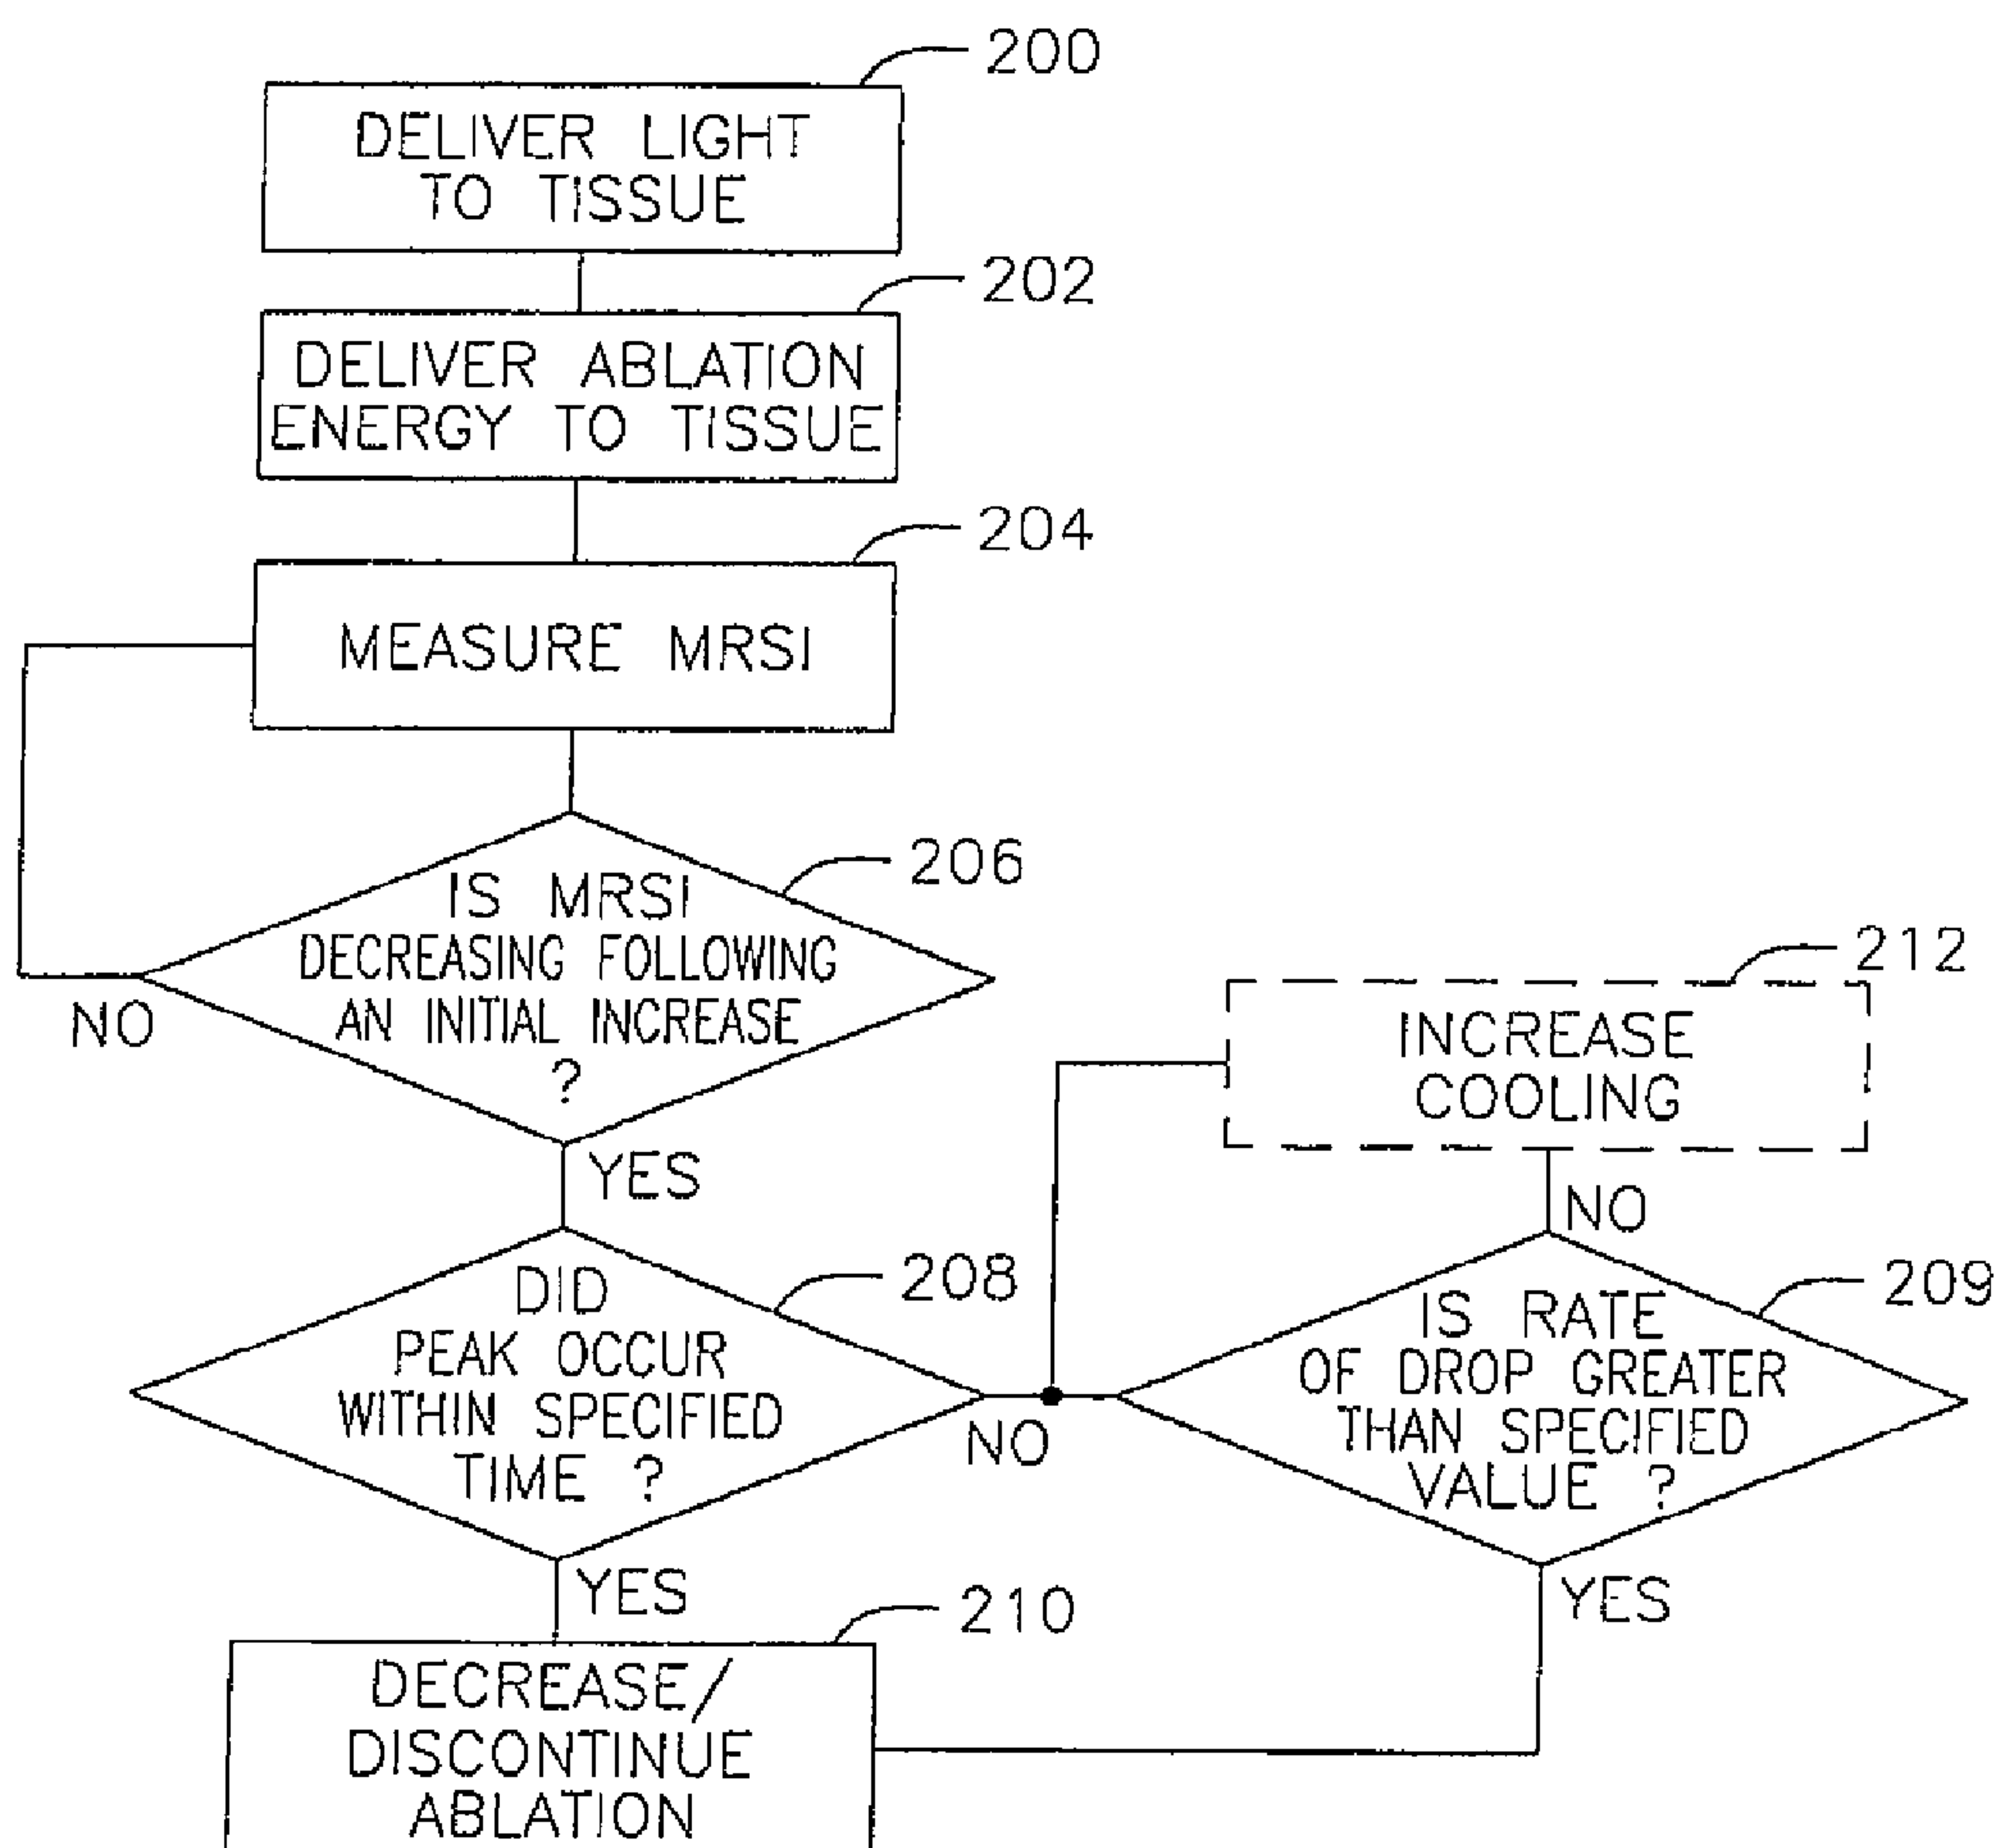 200
DELIVER LIGHT
TO TISSUE
202
DELIVER ABLATION
ENERGY TO TISSUE
204
MEASURE MRSI
206
IS MRSI
DECREASING FOLLOWING
AN INITIAL INCREASE
?
NO
YES
212
INCREASE
COOLING
NO
208
DID
PEAK OCCUR
WITHIN SPECIFIED
TIME ?
NO
YES
209
IS RATE
OF DROP GREATER
THAN SPECIFIED
VALUE ?
YES
210
DECREASE/
DISCONTINUE
ABLATION